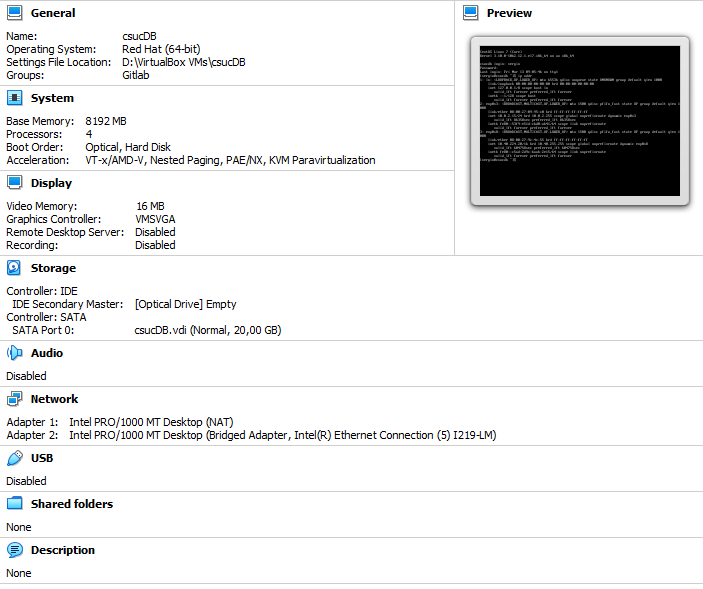 General
Name: csucDB
Operating System: Red Hat (64-bit)
Settings File Location: D:\VirtualBox VMs\csucDB
Groups: Gitlab
System
Base Memory: 8192 MB
Processors: 4
Boot Order: Optical, Hard Disk
Acceleration: VT-x/AMD-V, Nested Paging, PAE/NX, KVM Paravirtualization
Display
Video Memory: 16 MB
Graphics Controller: VMSVGA
Remote Desktop Server: Disabled
Recording: Disabled
Preview
CentOS Linux 7 (Core)
Storage
Controller: IDE
IDE Secondary Master: [Optical Drive] Empty
Controller: SATA
SATA Port 0: csucDB.vdi (Normal, 20,00 GB)
Audio
Disabled
Network
Adapter 1: Intel PRO/1000 MT Desktop (NAT)
Adapter 2: Intel PRO/1000 MT Desktop (Bridged Adapter, Intel(R) Ethernet Connection (5) I219-LM)
USB
Disabled
Shared folders
None
Description
None